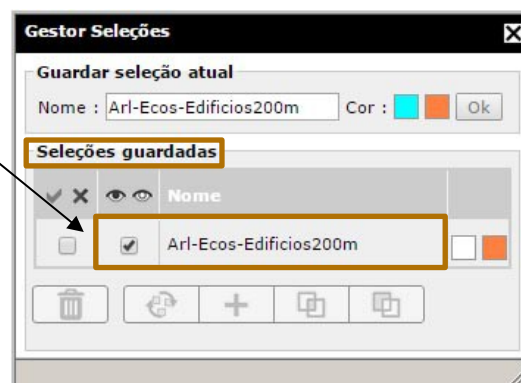 Gestor Seleções
Guardar seleção atual
Nome : Arl-Ecos-Edificios200m Cor : Ok
Seleções guardadas
Nome
Arl-Ecos-Edificios200m